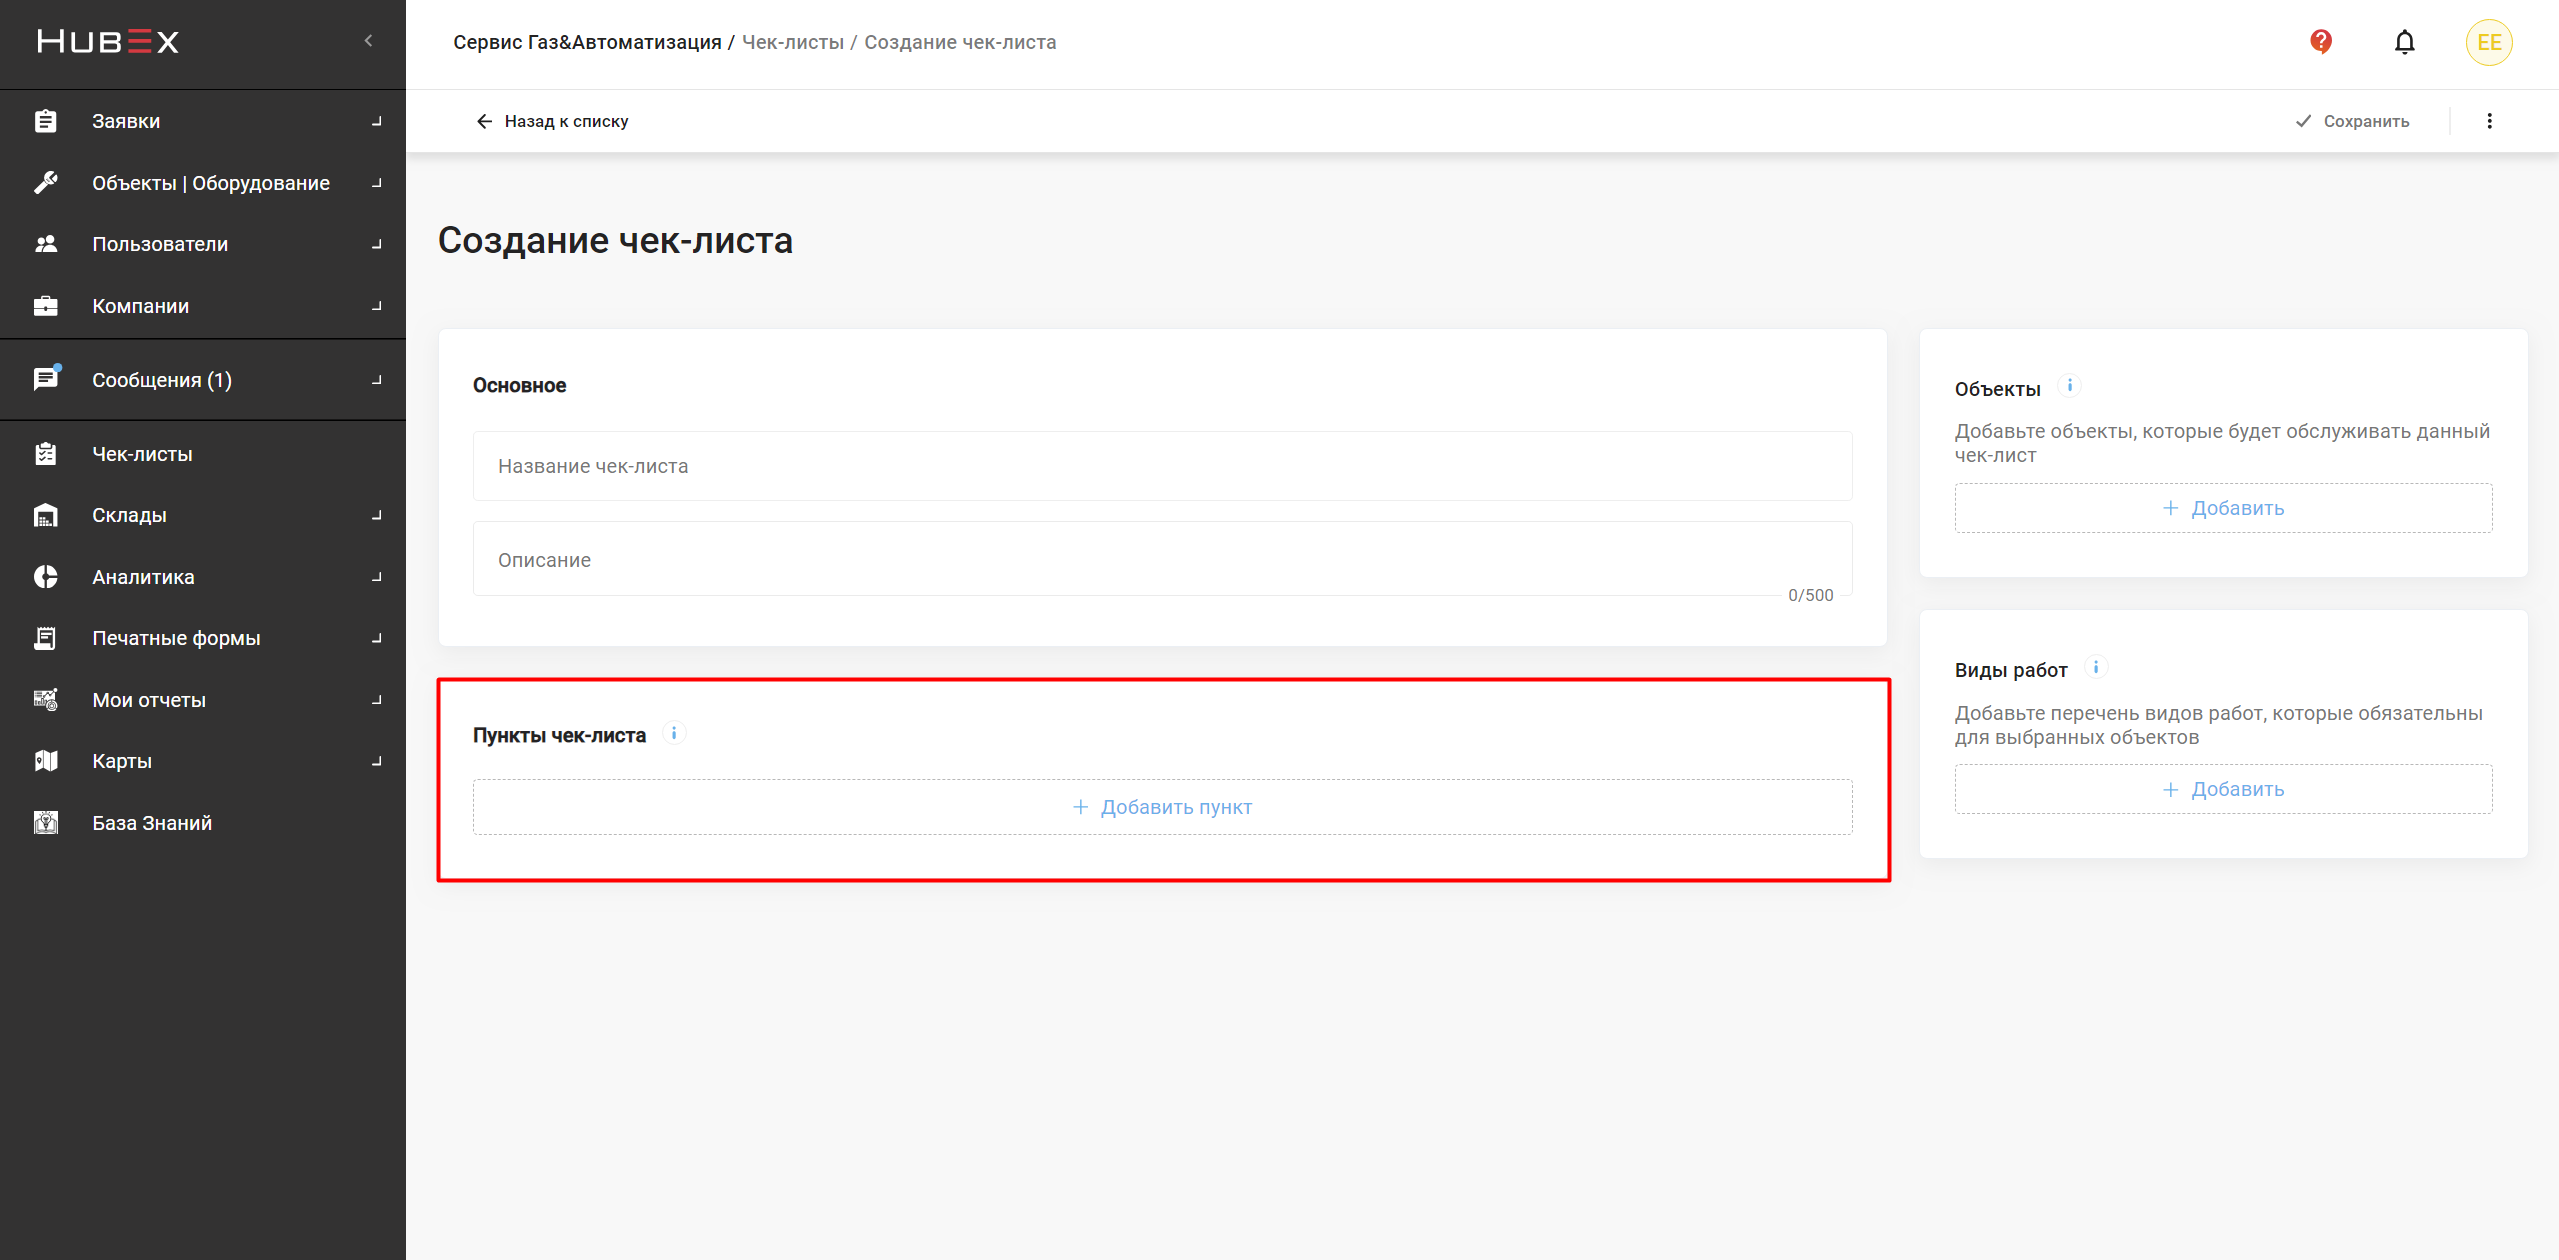 HUBEX
Заявки
Объекты | Оборудование
Пользователи
Компании
Сообщения (1)
Чек-листы
Склады
Аналитика
Печатные формы
Мои отчеты
Карты
База Знаний
Сервис Газ&Автоматизация / Чек-листы / Создание чек-листа
EE
Назад к списку
Сохранить
Создание чек-листа
Основное
Название чек-листа
Описание
0/500
Пункты чек-листа
+ Добавить пункт
Объекты
Добавьте объекты, которые будет обслуживать данный
чек-лист
+ Добавить
Виды работ
Добавьте перечень видов работ, которые обязательны
для выбранных объектов
+ Добавить